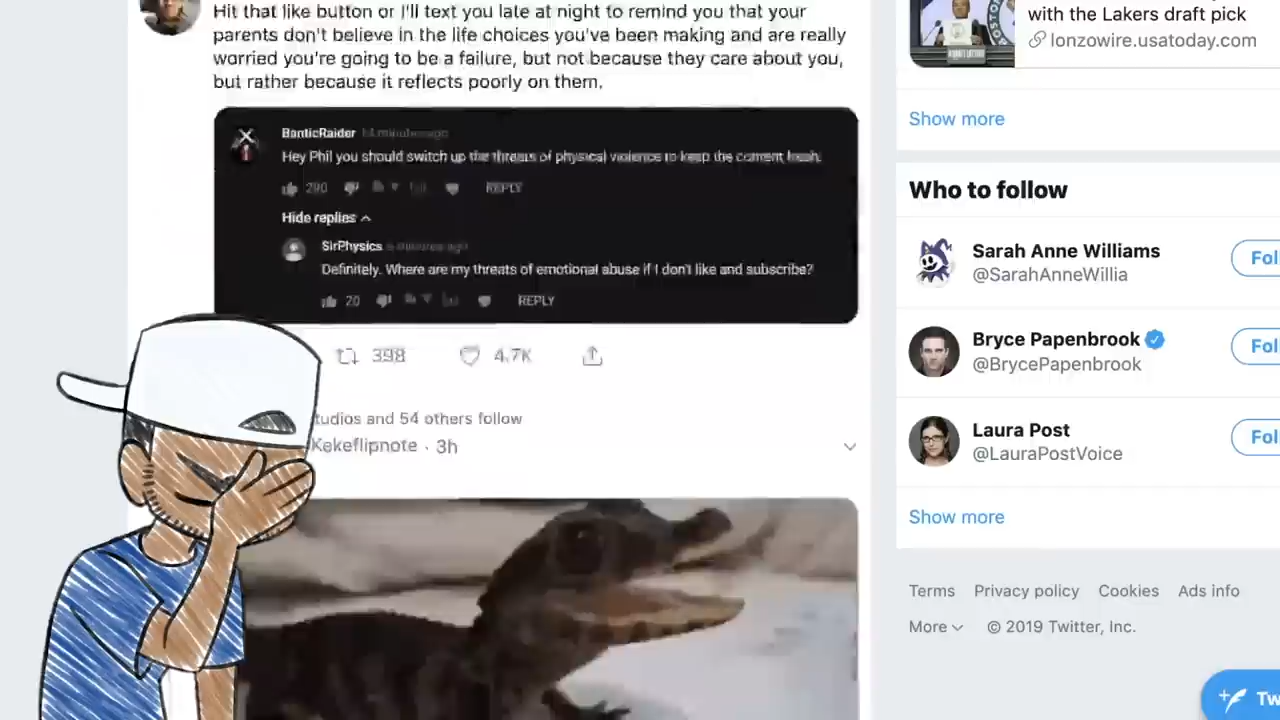 Hit that like button or I'll text you late at night to remind you that your
parents don't believe in the life choices you've been making and are really
worried you're going to be a failure, but not because they care about you,
but rather because it reflects poorly on them.
BanticRaider 14 minutes ago
Hey Phil you should switch up the threats of physical violence to keep the content fresh.
290 REPLY
Hide replies
SirPhysics minutes ago
Definitely. Where are my threats of emotional abuse if I don't like and subscribe?
20 REPLY
398 4.7K
tudios and 54 others follow
Kekeflipnote · 3h
with the Lakers draft pick
lonzowire.usatoday.com
Show more
Who to follow
Sarah Anne Williams
@SarahAnneWillia
Fol
Bryce Papenbrook
@BrycePapenbrook
Fol
Laura Post
@LauraPostVoice
Fol
Show more
Terms Privacy policy Cookies Ads info
More © 2019 Twitter, Inc.
Tw